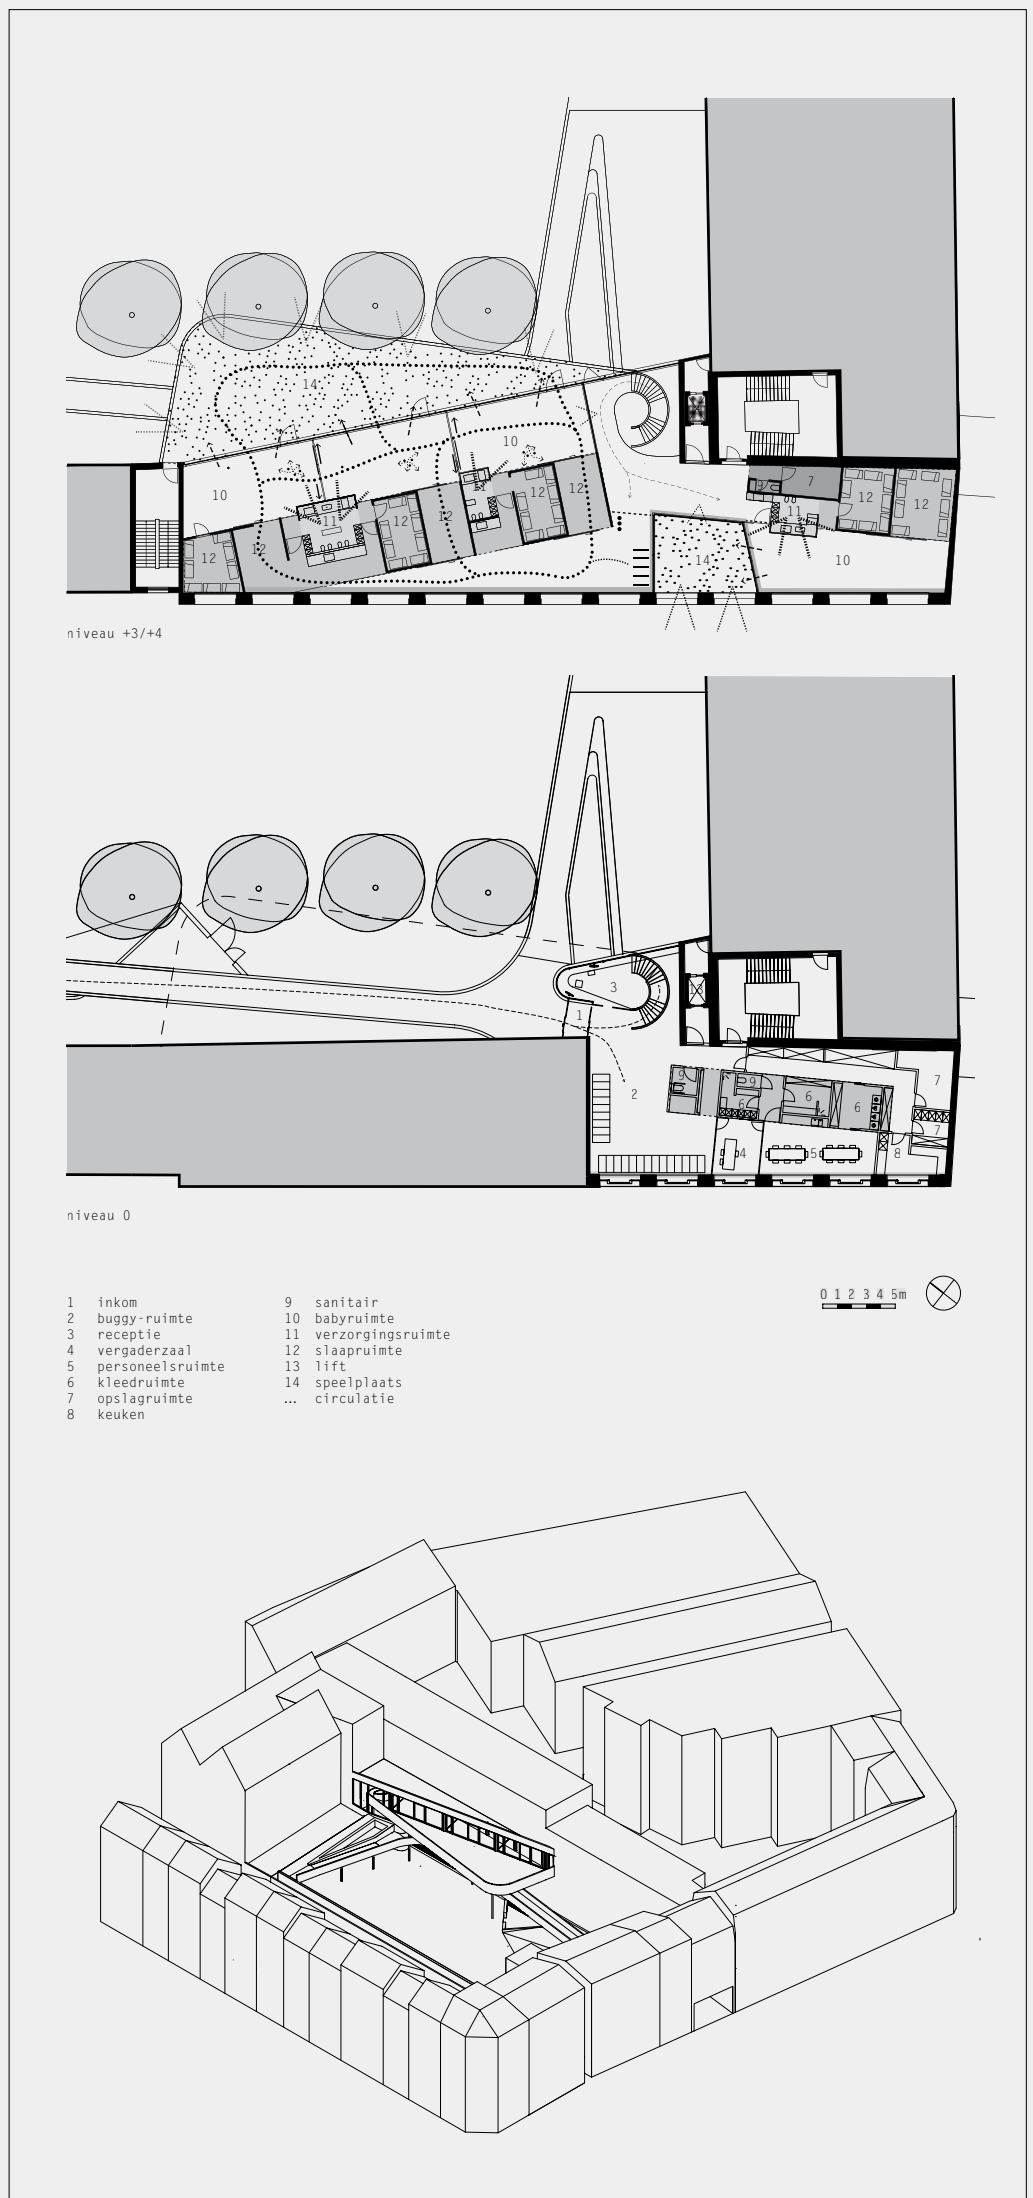 14
10
10
11
11
12
12
12
12
12
12
9
7
11
12
12
14
10
niveau +3/+4
3
13
1
2
9
9
6
6
6
7
7
4
5
8
niveau 0
0 1 2 3 4 5m
1 inkom
2 buggy-ruimte
3 receptie
4 vergaderzaal
5 personeelsruimte
6 kleedruimte
7 opslagruimte
8 keuken
9 sanitair
10 babyruimte
11 verzorgingsruimte
12 slaapruimte
13 lift
14 speelplaats
... circulatie